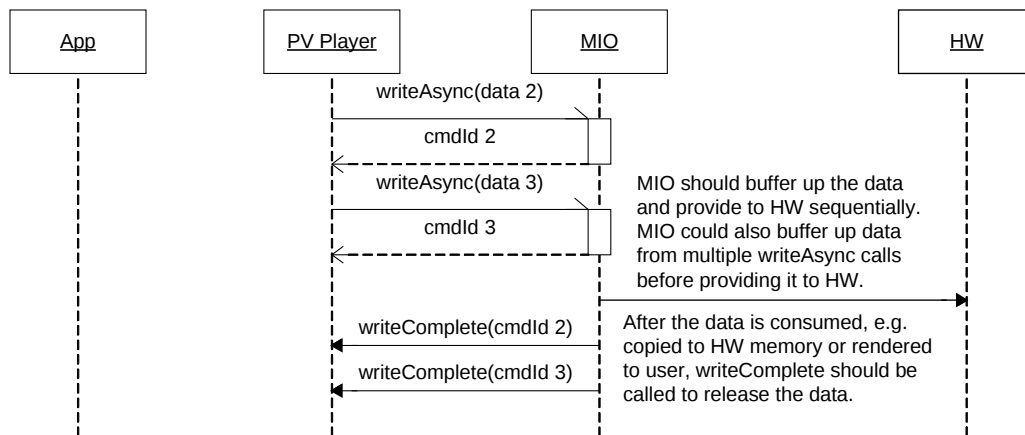 App
PV Player
MIO
HW
writeAsync(data 2)
cmdId 2
writeAsync(data 3)
cmdId 3
MIO should buffer up the data
and provide to HW sequentially.
MIO could also buffer up data
from multiple writeAsync calls
before providing it to HW.
writeComplete(cmdId 2)
writeComplete(cmdId 3)
After the data is consumed, e.g.
copied to HW memory or rendered
to user, writeComplete should be
called to release the data.